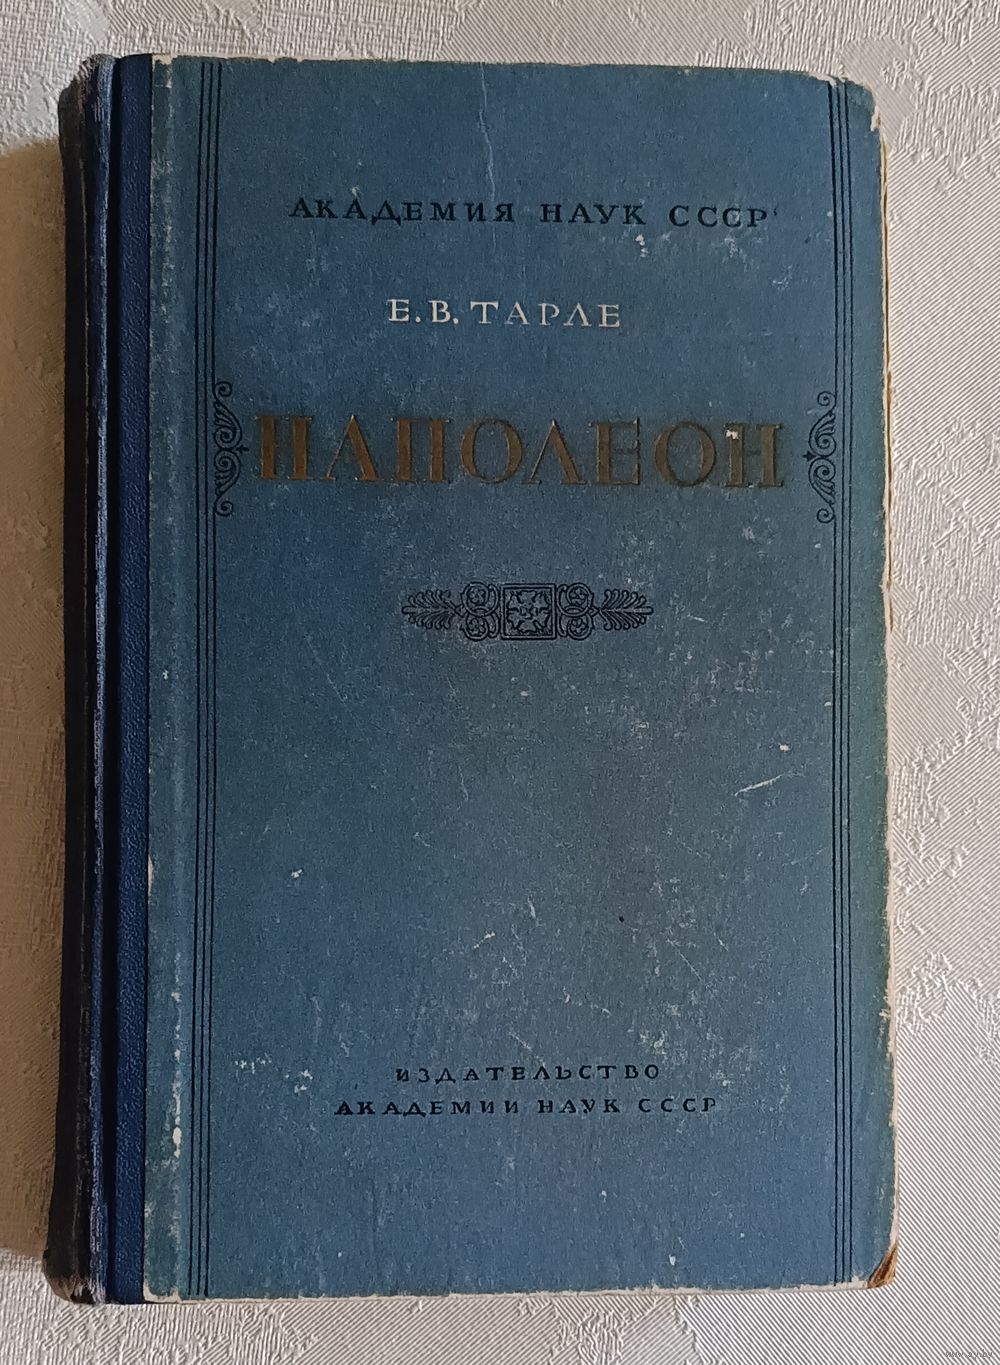 АКАДЕМИЯ НАУК СССР
Е. В. ТАРЛЕ
НАПОЛЕОН
ИЗДАТЕЛЬСТВО
АКАДЕМИИ НАУК СССР